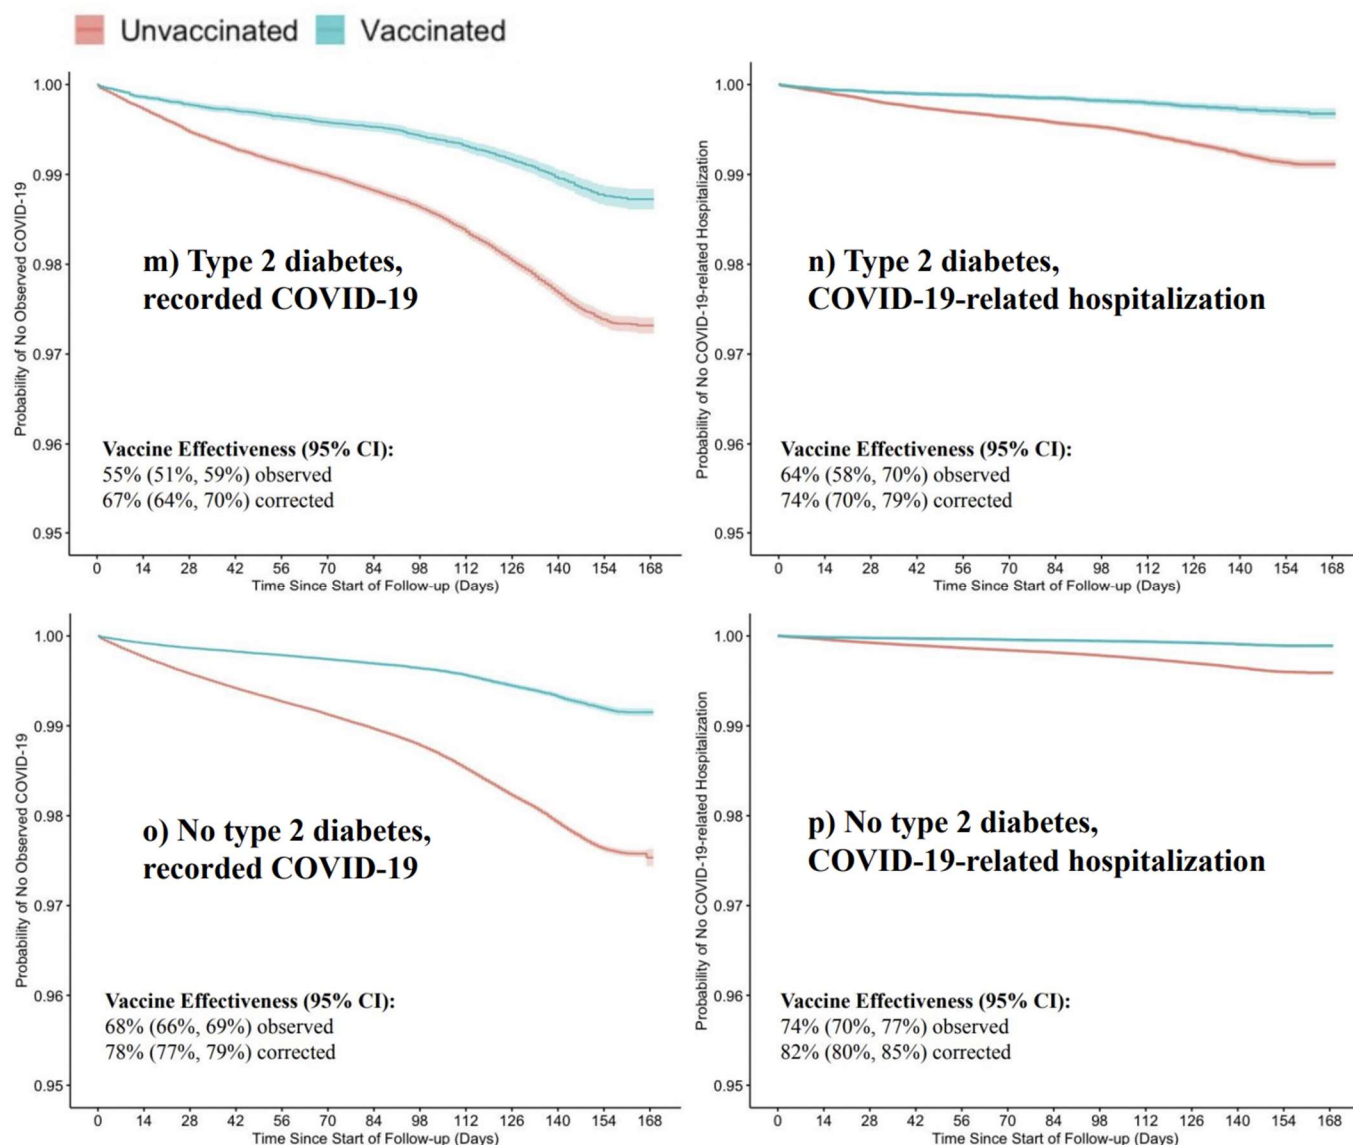 Unvaccinated Vaccinated
Probability of No Observed COVID-19
1.00
0.99
0.98
0.97
0.96
0.95
m) Type 2 diabetes,
recorded COVID-19
Vaccine Effectiveness (95% CI):
55% (51%, 59%) observed
67% (64%, 70%) corrected
0 14 28 42 56 70 84 98 112 126 140 154 168
Time Since Start of Follow-up (Days)
Probability of No COVID-19-related Hospitalization
1.00
0.99
0.98
0.97
0.96
0.95
n) Type 2 diabetes,
COVID-19-related hospitalization
Vaccine Effectiveness (95% CI):
64% (58%, 70%) observed
74% (70%, 79%) corrected
0 14 28 42 56 70 84 98 112 126 140 154 168
Time Since Start of Follow-up (Days)
Probability of No Observed COVID-19
1.00
0.99
0.98
0.97
0.96
0.95
o) No type 2 diabetes,
recorded COVID-19
Vaccine Effectiveness (95% CI):
68% (66%, 69%) observed
78% (77%, 79%) corrected
0 14 28 42 56 70 84 98 112 126 140 154 168
Time Since Start of Follow-up (Days)
Probability of No COVID-19-related Hospitalization
1.00
0.99
0.98
0.97
0.96
0.95
p) No type 2 diabetes,
COVID-19-related hospitalization
Vaccine Effectiveness (95% CI):
74% (70%, 77%) observed
82% (80%, 85%) corrected
0 14 28 42 56 70 84 98 112 126 140 154 168
Time Since Start of Follow-up (Days)